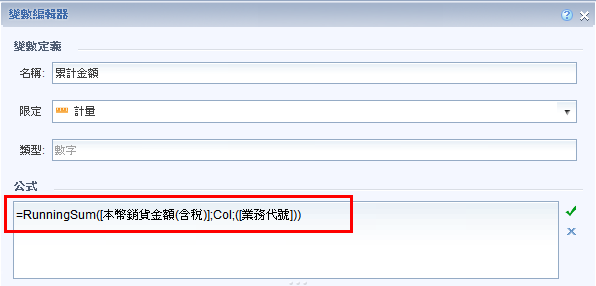 變數編輯器
變數定義
名稱: 累計金額
限定 計量
類型: 數字
公式
=RunningSum([本幣銷貨金額(含税)];Col;([業務代號]))